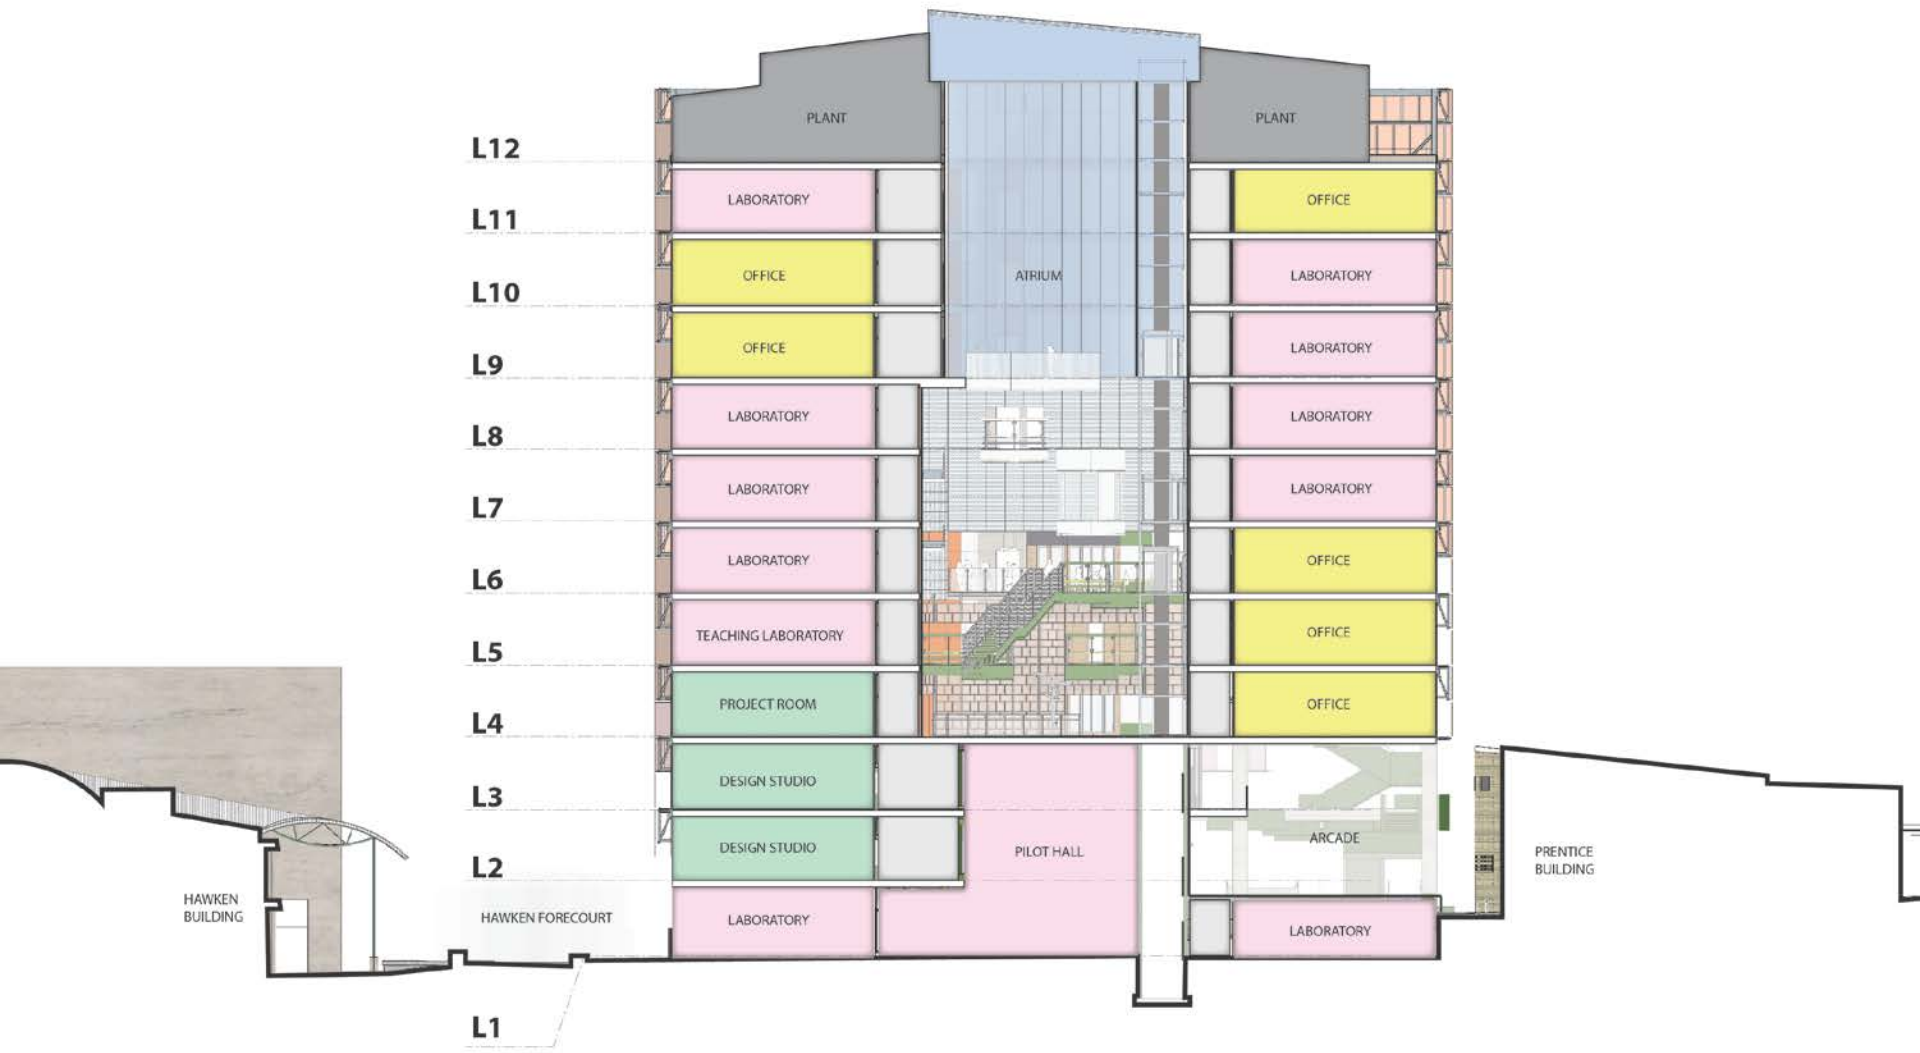 PLANT
PLANT
L12
LABORATORY
OFFICE
L11
OFFICE
ATRIUM
LABORATORY
L10
OFFICE
LABORATORY
L9
LABORATORY
LABORATORY
L8
LABORATORY
LABORATORY
L7
LABORATORY
OFFICE
L6
TEACHING LABORATORY
OFFICE
L5
PROJECT ROOM
OFFICE
L4
DESIGN STUDIO
L3
DESIGN STUDIO
PILOT HALL
ARCADE
PRENTICE
BUILDING
L2
HAWKEN
BUILDING
HAWKEN FORECOURT
LABORATORY
LABORATORY
L1